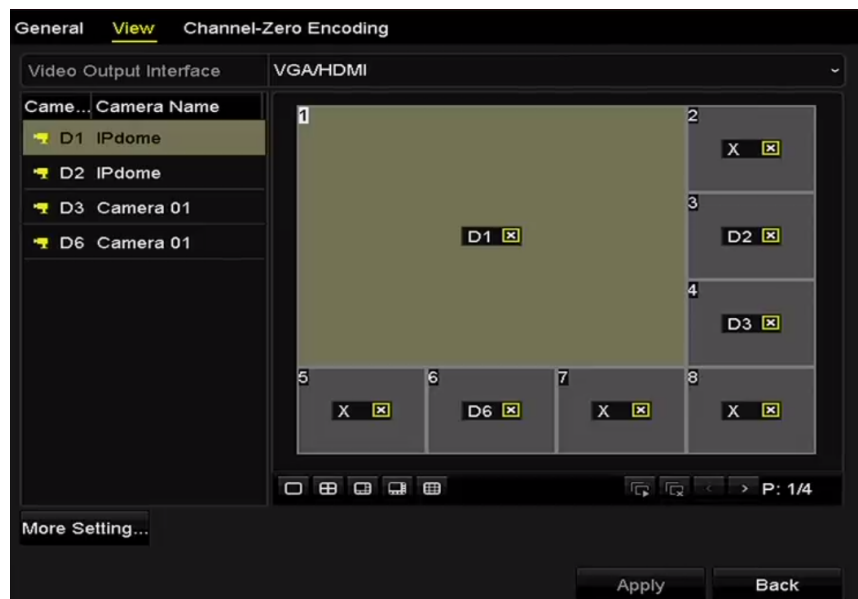 General View Channel-Zero Encoding
Video Output Interface VGA/HDMI
Came... Camera Name
D1 IPdome
D2 IPdome
D3 Camera 01
D6 Camera 01
1
D1
2
X
3
D2
4
D3
5
X
6
D6
7
X
8
X
P: 1/4
More Setting...
Apply Back